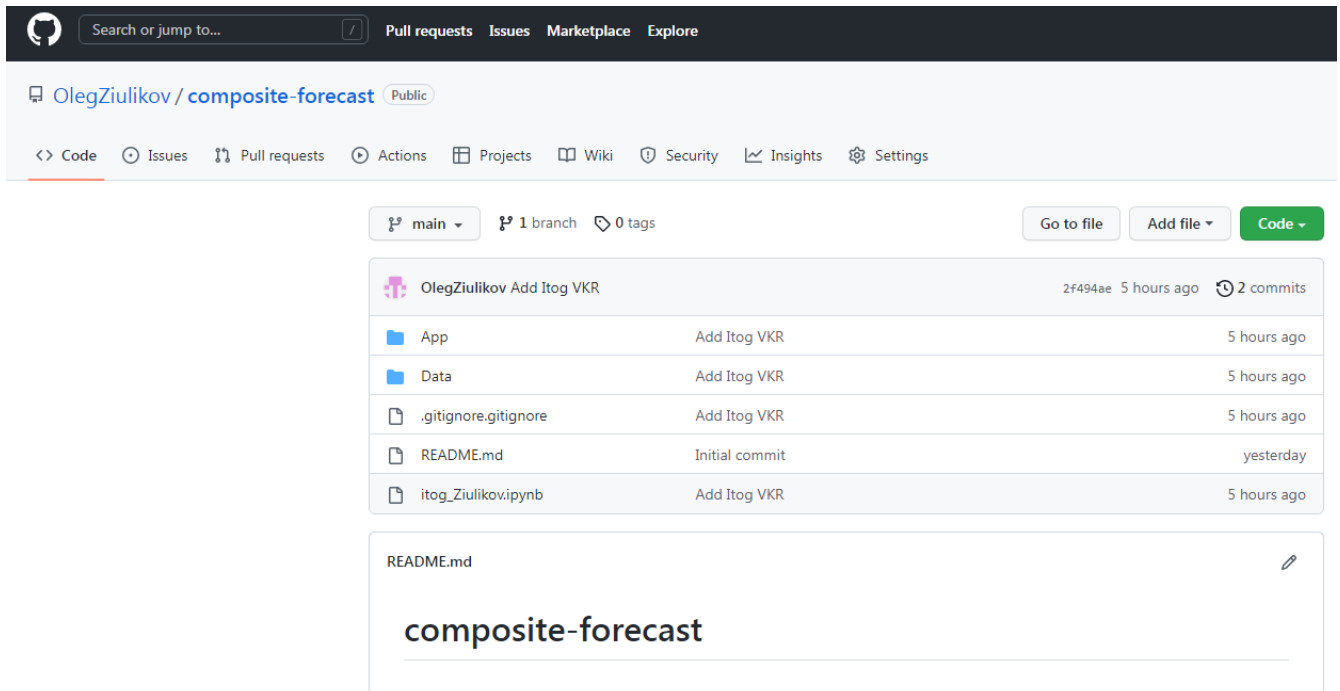 Search or jump to... / Pull requests Issues Marketplace Explore
OlegZiulikov / composite-forecast Public
<> Code Issues Pull requests Actions Projects Wiki Security Insights Settings
main 1 branch 0 tags Go to file Add file Code
OlegZiulikov Add Itog VKR 2f494ae 5 hours ago 2 commits
App Add Itog VKR 5 hours ago
Data Add Itog VKR 5 hours ago
.gitignore.gitignore Add Itog VKR 5 hours ago
README.md Initial commit yesterday
itog_Ziulikov.ipynb Add Itog VKR 5 hours ago
README.md
composite-forecast